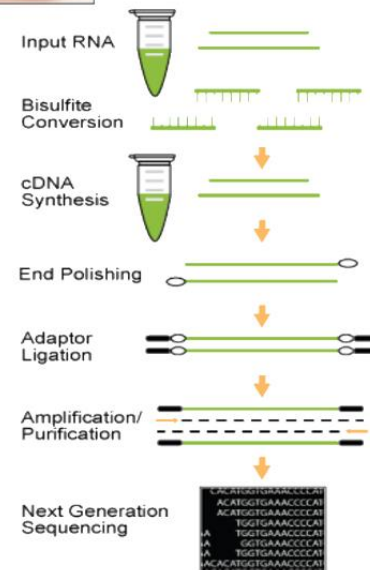 Input RNA
Bisulfite
Conversion
cDNA
Synthesis
End Polishing
Adaptor
Ligation
Amplification/
Purification
Next Generation
Sequencing
CACATGGTGAAACCCCAT
ACATGGTGAAACCCCAT
ACATGGTGAAACCCCAT
TGGTGAAACCCCAT
A TGGTGAAACCCCAT
A GGTGAAACCCCAT
A TGGTGAAACCCCAT
ACACATGGTGAAACCCCAT